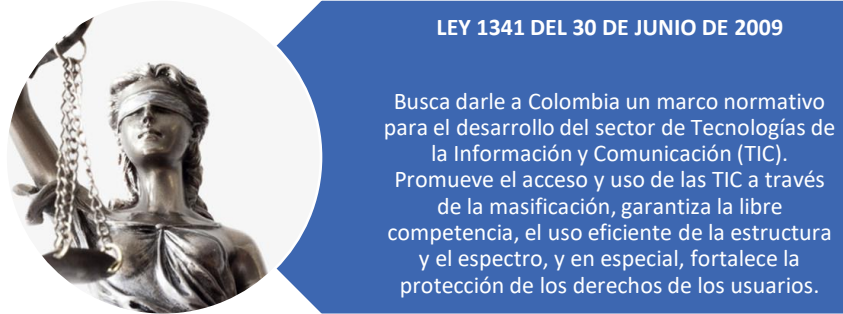 LEY 1341 DEL 30 DE JUNIO DE 2009
Busca darle a Colombia un marco normativo
para el desarrollo del sector de Tecnologías de
la Información y Comunicación (TIC).
Promueve el acceso y uso de las TIC a través
de la masificación, garantiza la libre
competencia, el uso eficiente de la estructura
y el espectro, y en especial, fortalece la
protección de los derechos de los usuarios.